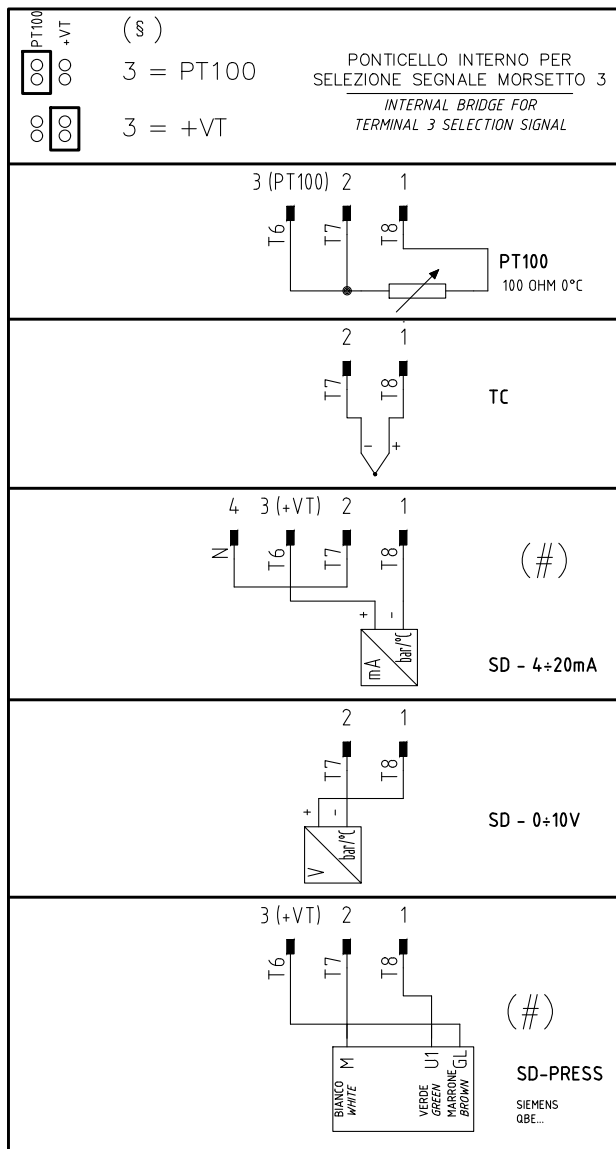 PT100
+VT
(§)
3 = PT100
3 = +VT
PONTICELLO INTERNO PER
SELEZIONE SEGNALE MORSETTO 3
INTERNAL BRIDGE FOR
TERMINAL 3 SELECTION SIGNAL
3 (PT100) 2 1
T6 T7 T8
PT100
100 OHM 0°C
2 1
T7 T8
TC
- +
4 3 (+VT) 2 1
N T6 T7 T8
(#)
+ -
mA bar/°C
SD - 4÷20mA
2 1
T7 T8
+ -
V bar/°C
SD - 0÷10V
3 (+VT) 2 1
T6 T7 T8
(#)
M U1 GL
BIANCO
WHITE
VERDE
GREEN
MARRONE
BROWN
SD-PRESS
SIEMENS
QBE...